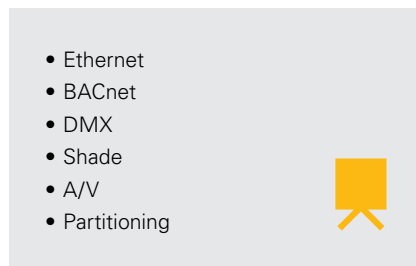 • Ethernet
• BACnet
• DMX
• Shade
• A/V
• Partitioning